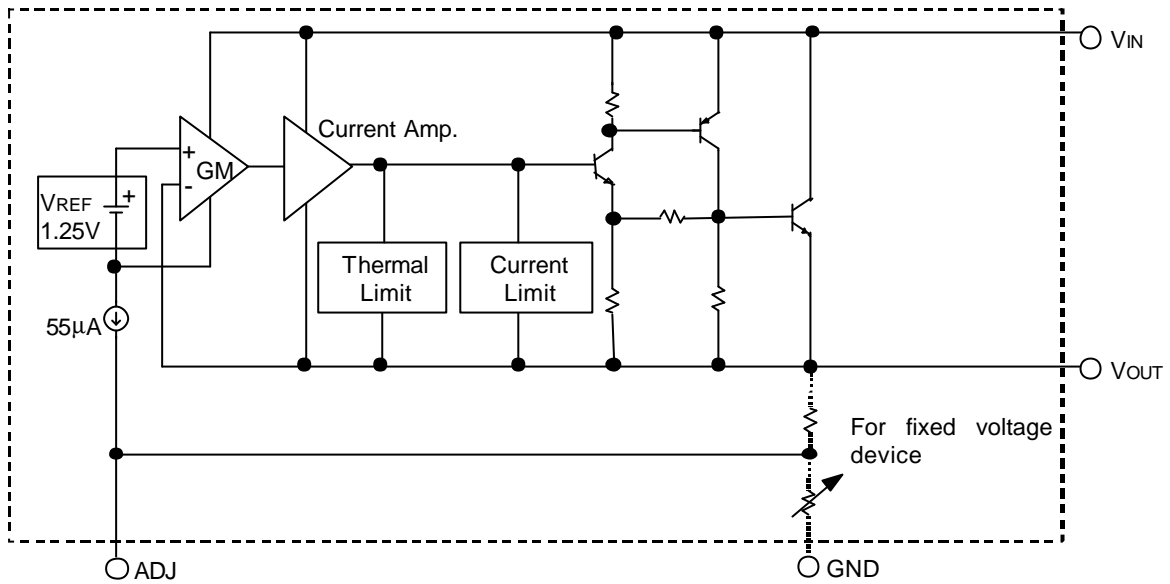 VIN
Current Amp.
+
GM
-
+
VREF
1.25V
Thermal
Limit
Current
Limit
55µA
VOUT
For fixed voltage
device
ADJ
GND